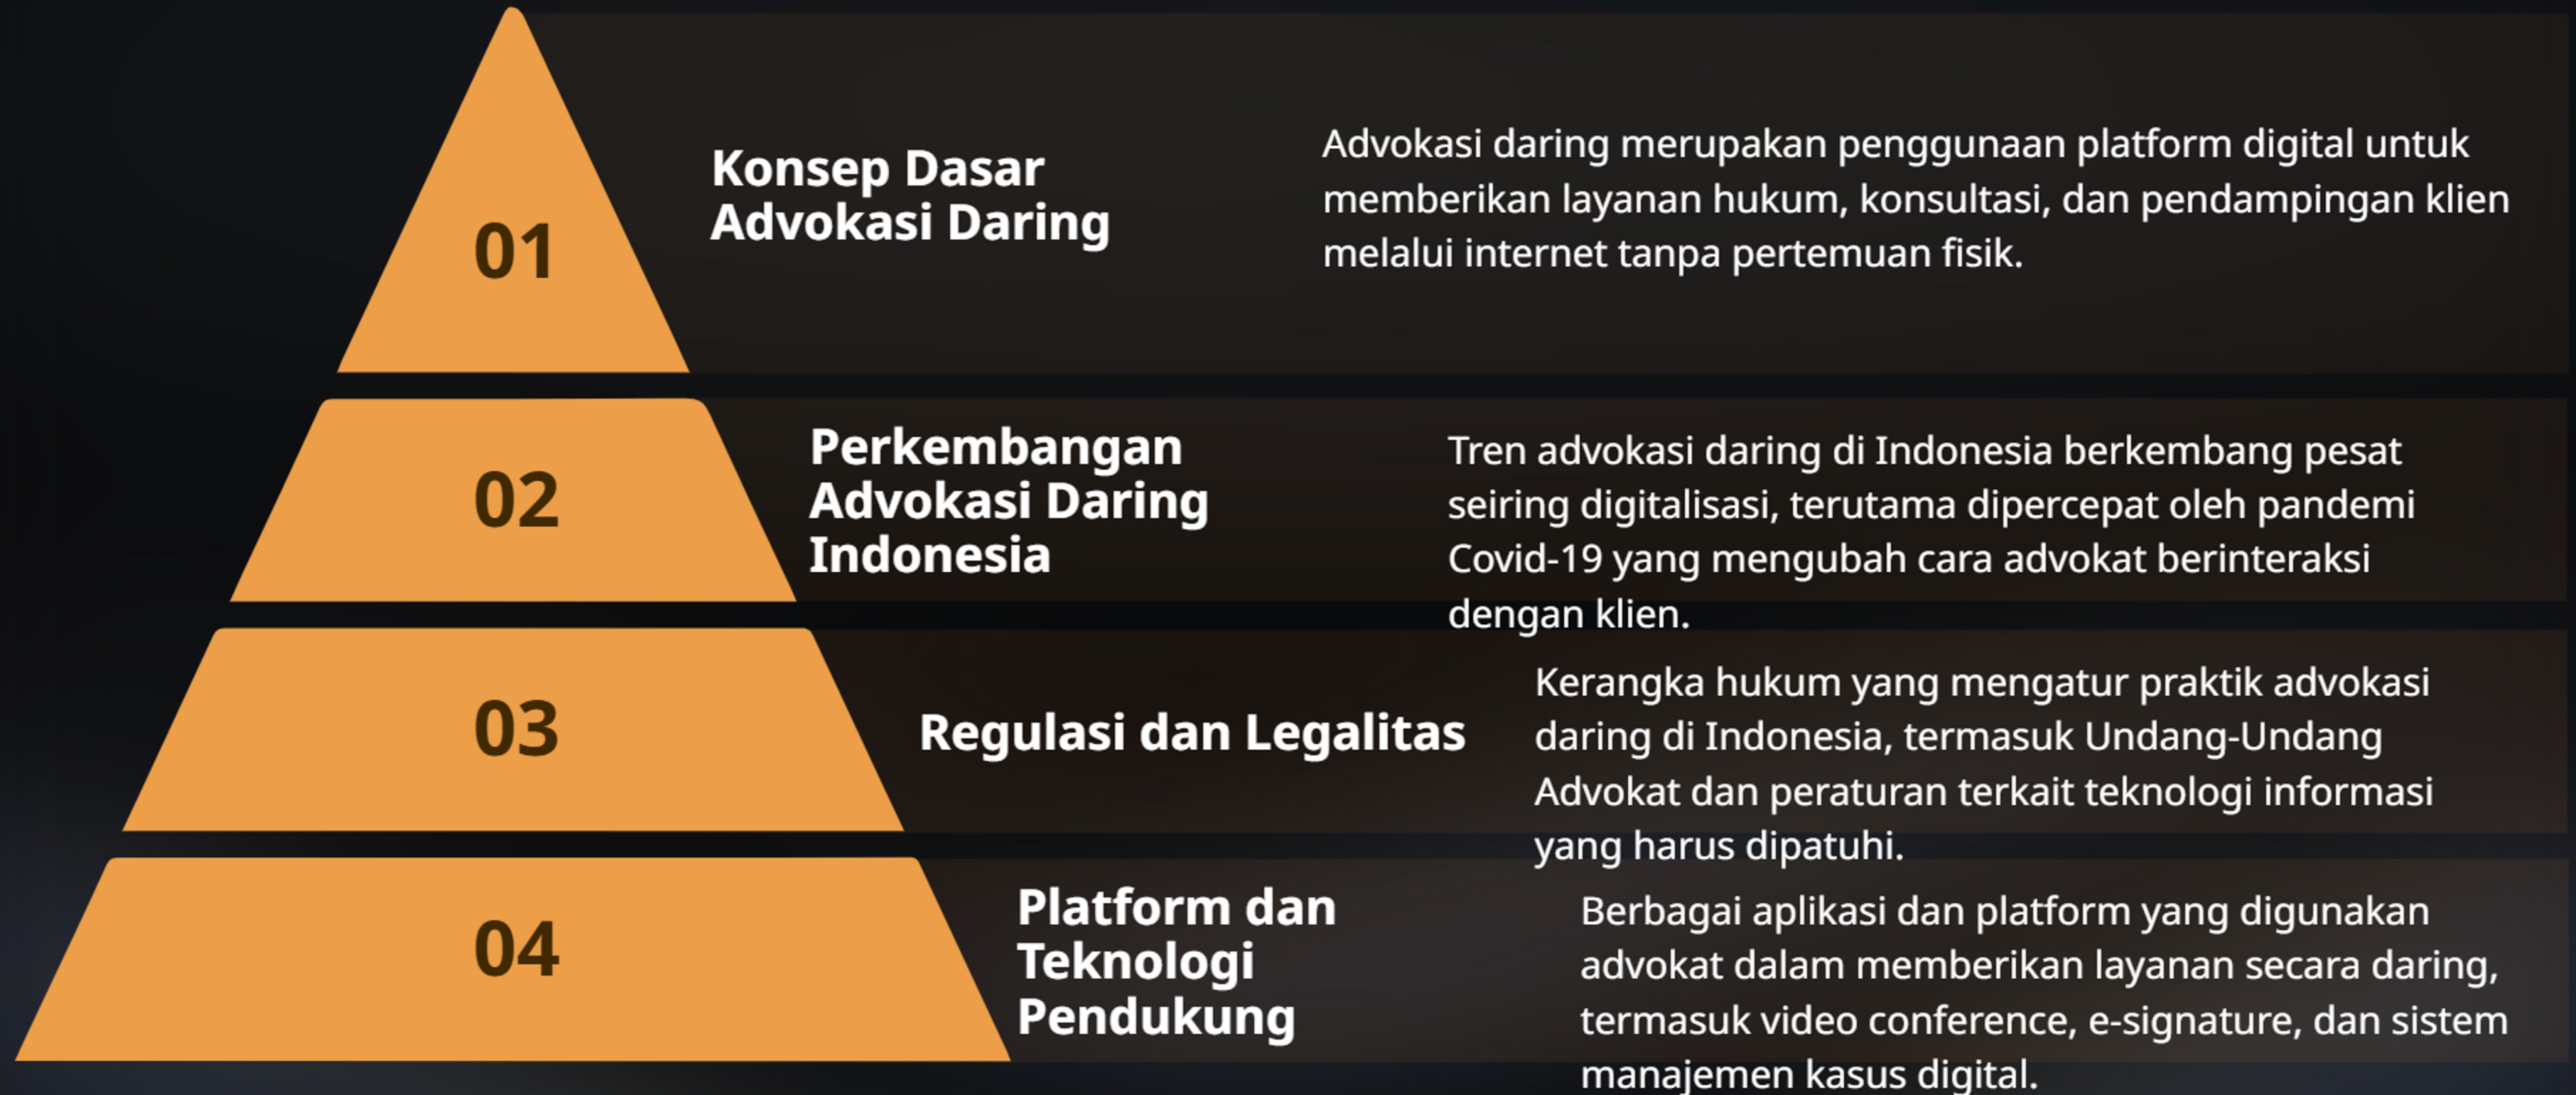 01
Konsep Dasar
Advokasi Daring
Advokasi daring merupakan penggunaan platform digital untuk
memberikan layanan hukum, konsultasi, dan pendampingan klien
melalui internet tanpa pertemuan fisik.
02
Perkembangan
Advokasi Daring
Indonesia
Tren advokasi daring di Indonesia berkembang pesat
seiring digitalisasi, terutama dipercepat oleh pandemi
Covid-19 yang mengubah cara advokat berinteraksi
dengan klien.
03
Regulasi dan Legalitas
Kerangka hukum yang mengatur praktik advokasi
daring di Indonesia, termasuk Undang-Undang
Advokat dan peraturan terkait teknologi informasi
yang harus dipatuhi.
04
Platform dan
Teknologi
Pendukung
Berbagai aplikasi dan platform yang digunakan
advokat dalam memberikan layanan secara daring,
termasuk video conference, e-signature, dan sistem
manajemen kasus digital.